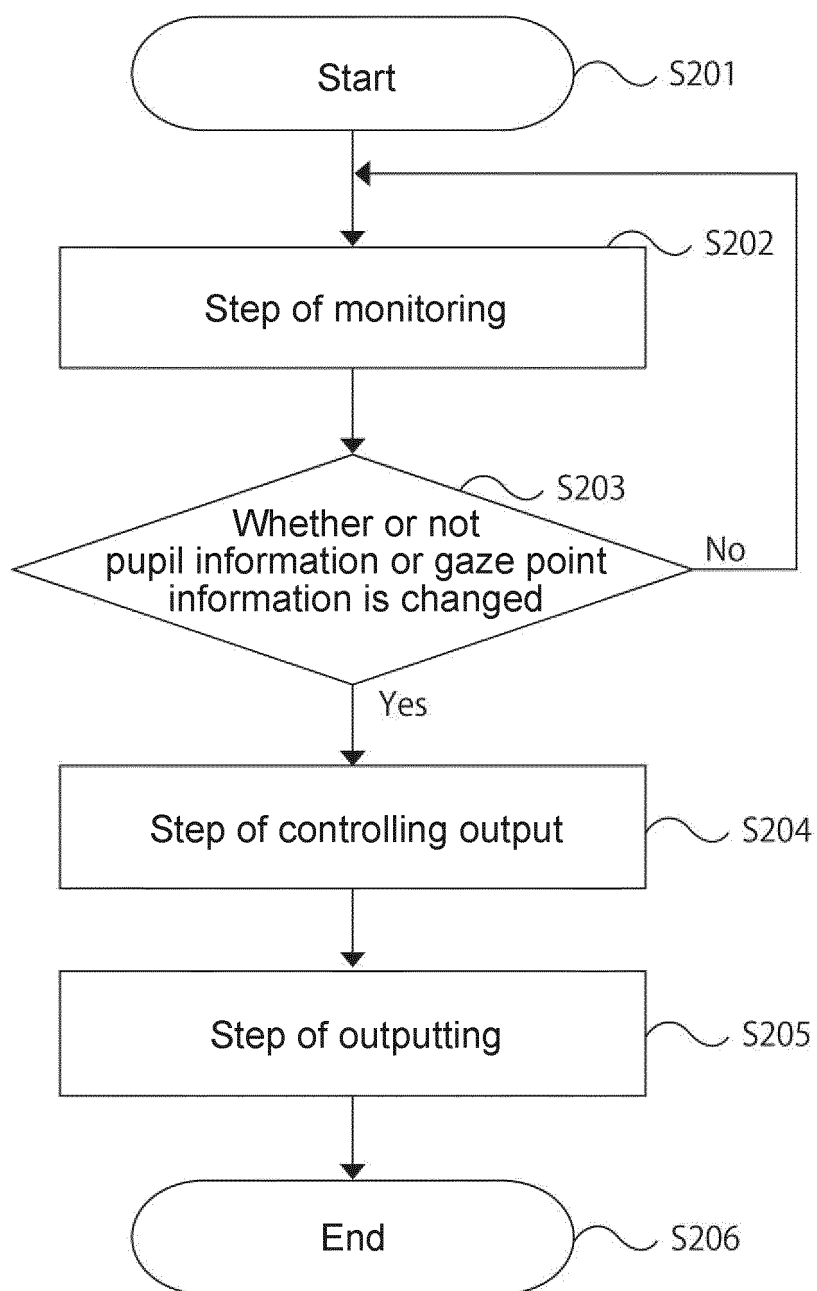 Start
S201
S202
Step of monitoring
S203
Whether or not
pupil information or gaze point
information is changed
No
Yes
Step of controlling output
S204
Step of outputting
S205
End
S206